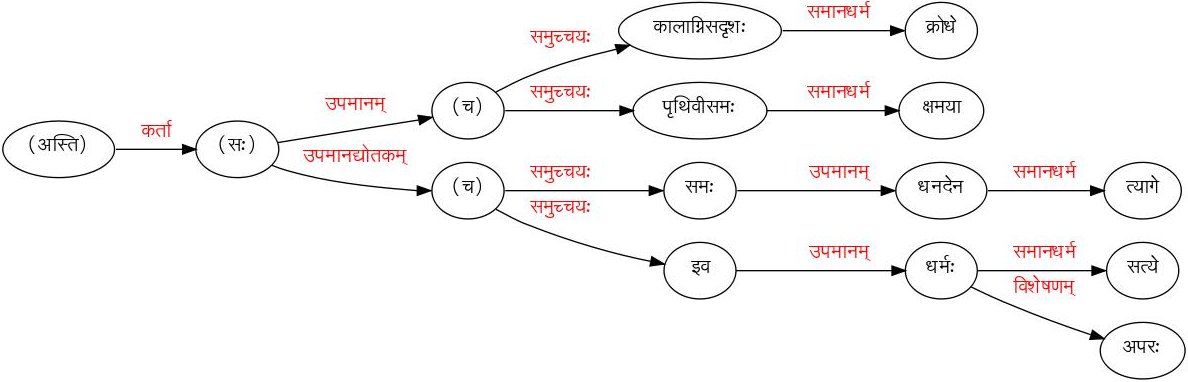 समुच्चयः कालाग्निसदृशः समानधर्म क्रोधे
उपमानम् (च) समुच्चयः पृथिवीसमः समानधर्म क्षमया
(अस्ति) कर्ता (सः)
उपमानद्योतकम् (च) समुच्चयः समः उपमानम् धनदेन समानधर्म त्यागे
समुच्चयः इव उपमानम् धर्मः समानधर्म सत्ये
विशेषणम् अपरः